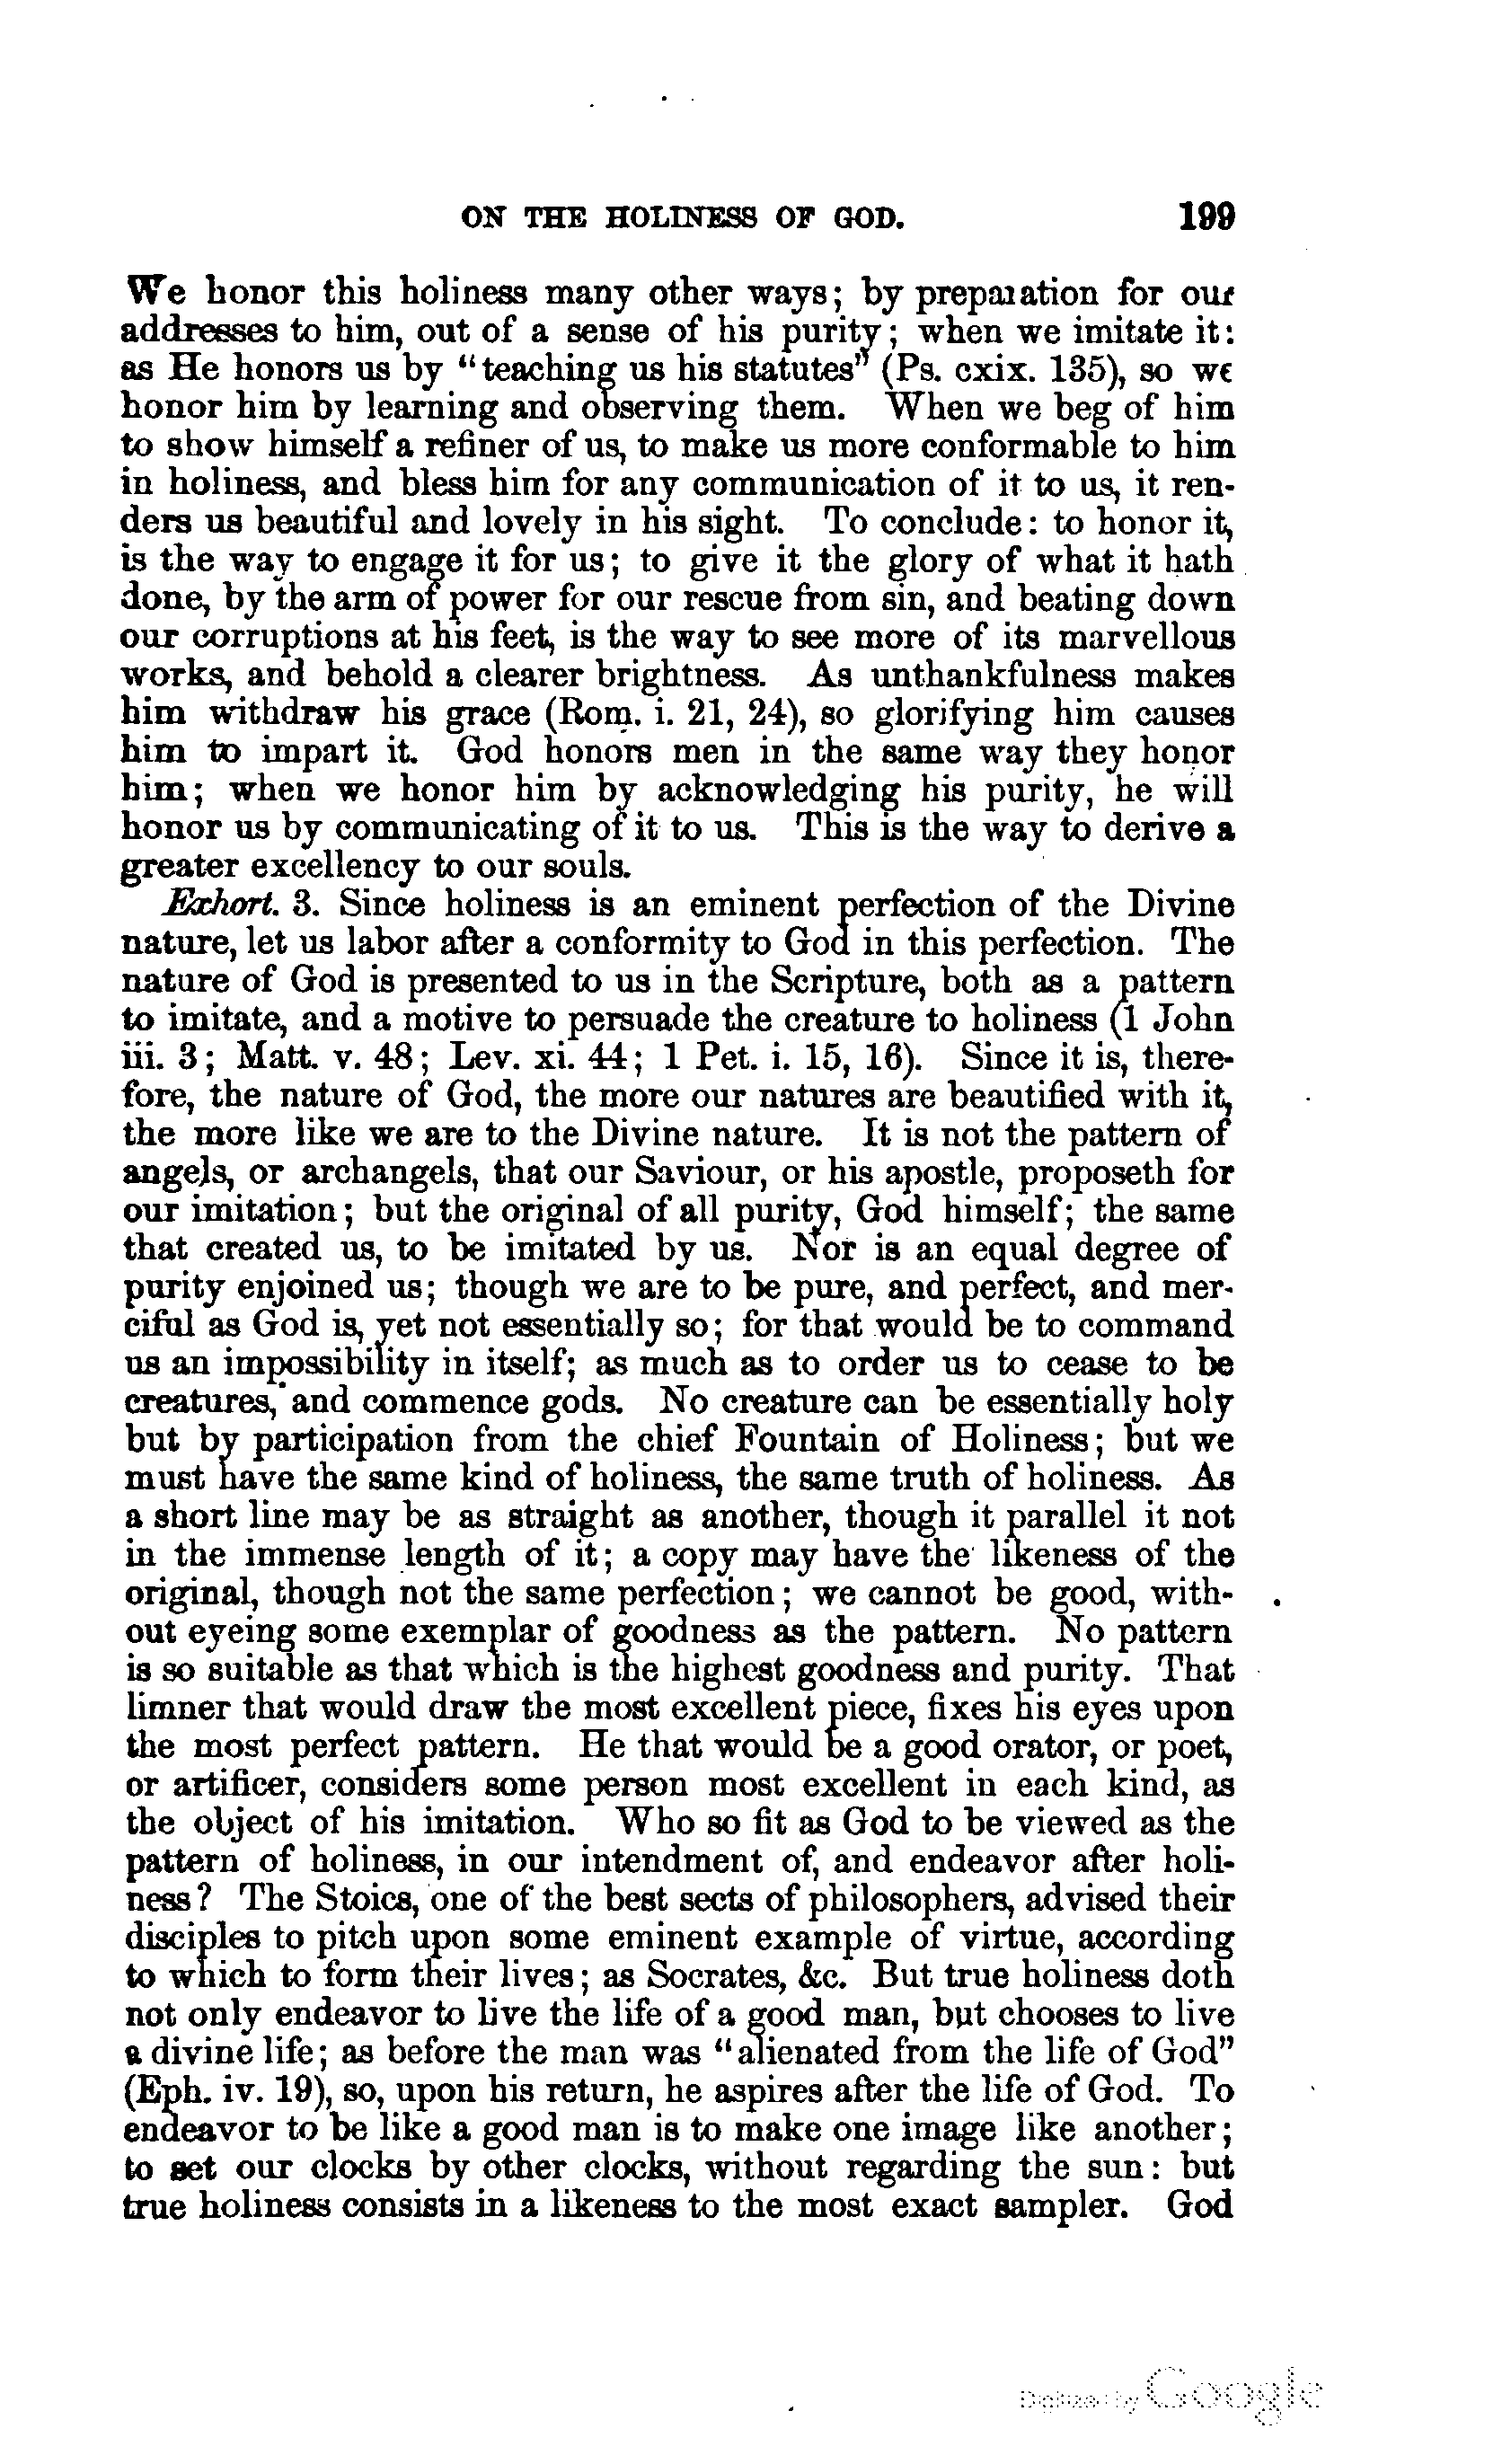 ON THE HOLINESS OF GOD. 199
We honor this holiness many other ways; by preparation for our
addresses to him, out of a sense of his purity; when we imitate it:
as He honors us by "teaching us his statutes" (Ps. cxix. 135), so we
honor him by learning and observing them. When we beg of him
to show himself a refiner of us, to make us more conformable to him
in holiness, and bless him for any communication of it to us, it ren-
ders us beautiful and lovely in his sight. To conclude: to honor it,
is the way to engage it for us; to give it the glory of what it hath
done, by the arm of power for our rescue from sin, and beating down
our corruptions at his feet, is the way to see more of its marvellous
works, and behold a clearer brightness. As unthankfulness makes
him withdraw his grace (Rom. i. 21, 24), so glorifying him causes
him to impart it. God honors men in the same way they honor
him; when we honor him by acknowledging his purity, he will
honor us by communicating of it to us. This is the way to derive a
greater excellency to our souls.
Exhort. 3. Since holiness is an eminent perfection of the Divine
nature, let us labor after a conformity to God in this perfection. The
nature of God is presented to us in the Scripture, both as a pattern
to imitate, and a motive to persuade the creature to holiness (1 John
iii. 3; Matt. v. 48; Lev. xi. 44; 1 Pet. i. 15, 16). Since it is, there-
fore, the nature of God, the more our natures are beautified with it,
the more like we are to the Divine nature. It is not the pattern of
angels, or archangels, that our Saviour, or his apostle, proposeth for
our imitation; but the original of all purity, God himself; the same
that created us, to be imitated by us. Nor is an equal degree of
purity enjoined us; though we are to be pure, and perfect, and mer-
ciful as God is, yet not essentially so; for that would be to command
us an impossibility in itself; as much as to order us to cease to be
creatures, and commence gods. No creature can be essentially holy
but by participation from the chief Fountain of Holiness; but we
must have the same kind of holiness, the same truth of holiness. As
a short line may be as straight as another, though it parallel it not
in the immense length of it; a copy may have the likeness of the
original, though not the same perfection; we cannot be good, with-
out eyeing some exemplar of goodness as the pattern. No pattern
is so suitable as that which is the highest goodness and purity. That
limner that would draw the most excellent piece, fixes his eyes upon
the most perfect pattern. He that would be a good orator, or poet,
or artificer, considers some person most excellent in each kind, as
the object of his imitation. Who so fit as God to be viewed as the
pattern of holiness, in our intendment of, and endeavor after holi-
ness? The Stoics, one of the best sects of philosophers, advised their
disciples to pitch upon some eminent example of virtue, according
to which to form their lives; as Socrates, &c. But true holiness doth
not only endeavor to live the life of a good man, but chooses to live
a divine life; as before the man was "alienated from the life of God"
(Eph. iv. 19), so, upon his return, he aspires after the life of God. To
endeavor to be like a good man is to make one image like another;
to set our clocks by other clocks, without regarding the sun: but
true holiness consists in a likeness to the most exact sampler. God
Digitized by Google